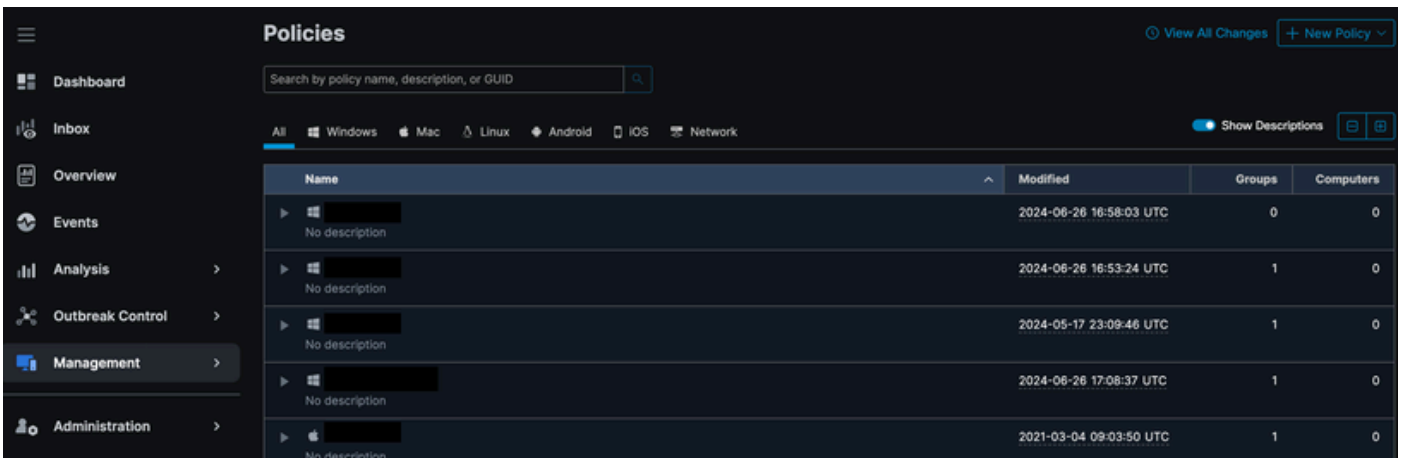 Policies
View All Changes
New Policy
Search by policy name, description, or GUID
Dashboard
Inbox
Overview
Events
Analysis
Outbreak Control
Management
Administration
All Windows Mac Linux Android iOS Network
Show Descriptions
Name Modified Groups Computers
2024-06-26 16:58:03 UTC 0 0
No description
2024-06-26 16:53:24 UTC 1 0
No description
2024-05-17 23:09:46 UTC 1 0
No description
2024-06-26 17:08:37 UTC 1 0
No description
2021-03-04 09:03:50 UTC 1 0
No description